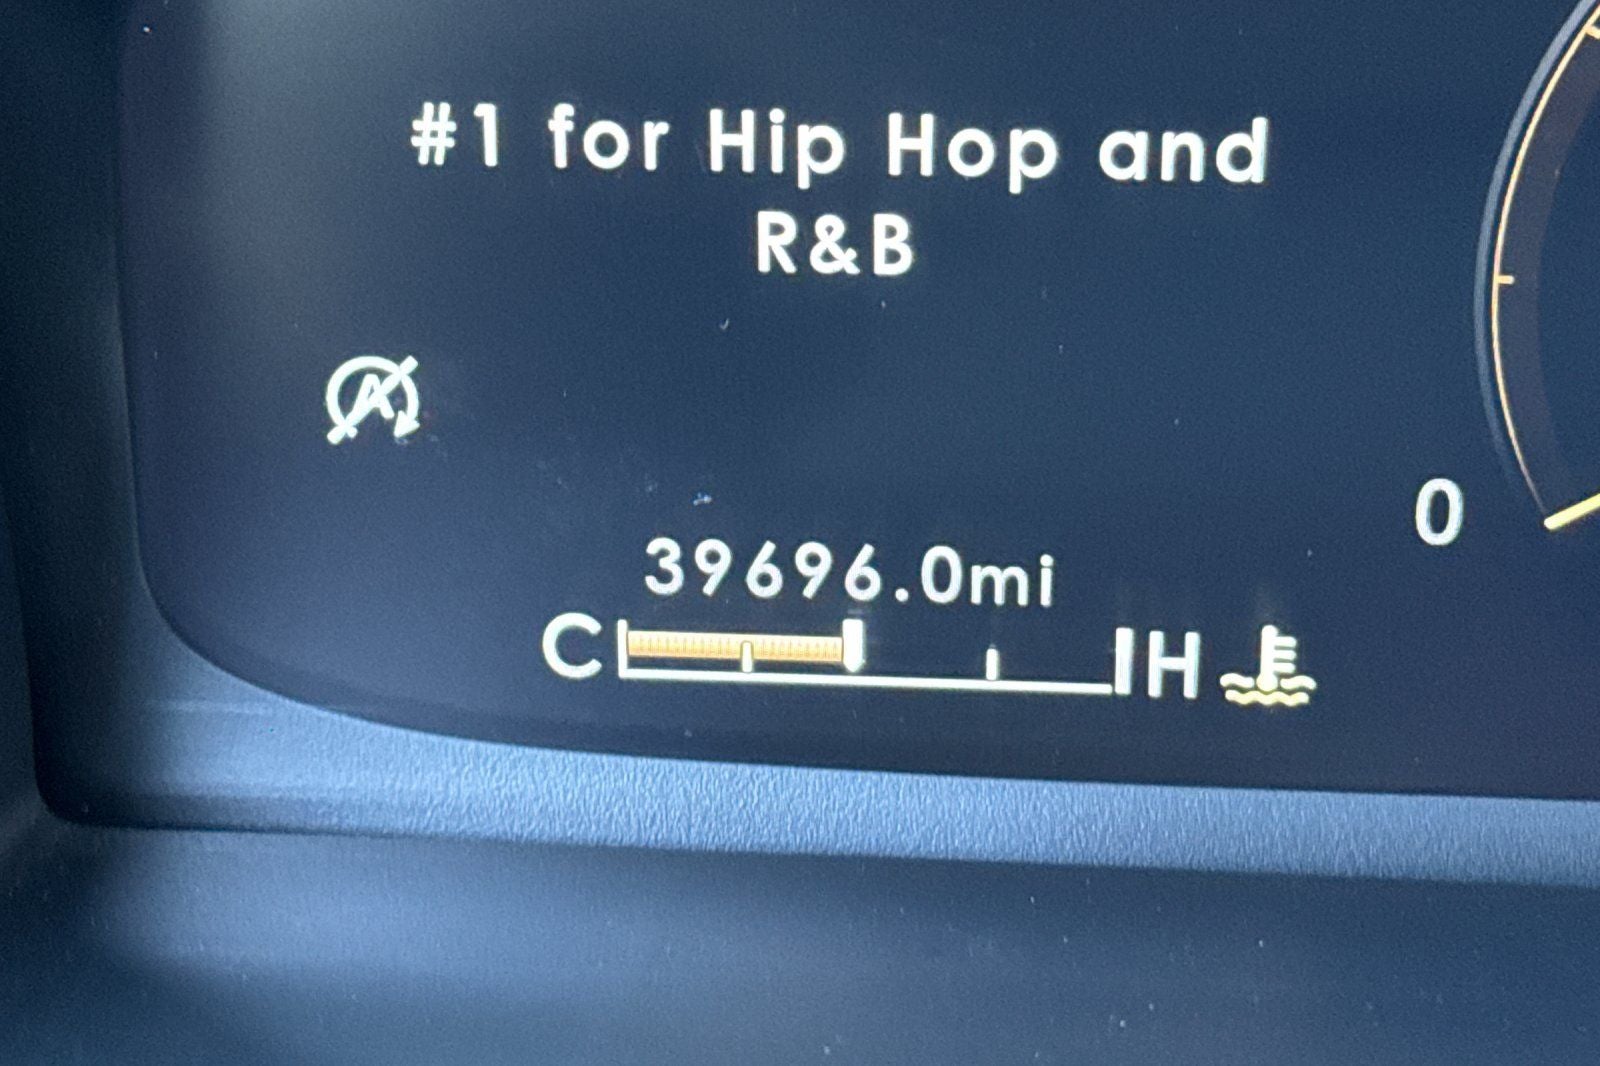 #1 for Hip Hop and
R&B
A
0
39696.0mi
C H